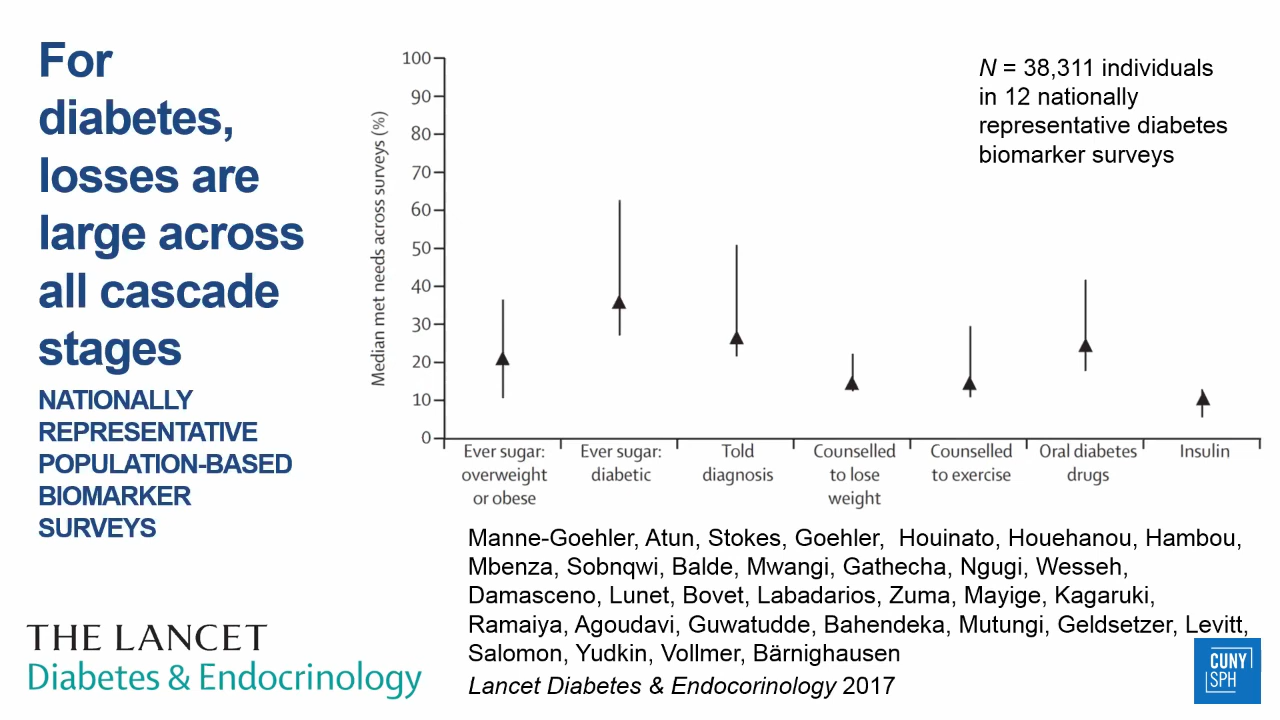 For
diabetes,
losses are
large across
all cascade
stages
NATIONALLY
REPRESENTATIVE
POPULATION-BASED
BIOMARKER
SURVEYS
THE LANCET
Diabetes & Endocrinology
Median met needs across surveys (%)
100
90
80
70
60
50
40
30
20
10
0
Ever sugar:
overweight
or obese
Ever sugar:
diabetic
Told
diagnosis
Counselled
to lose
weight
Counselled
to exercise
Oral diabetes
drugs
Insulin
N = 38,311 individuals
in 12 nationally
representative diabetes
biomarker surveys
Manne-Goehler, Atun, Stokes, Goehler,  Houinato, Houehanou, Hambou,
Mbenza, Sobnqwi, Balde, Mwangi, Gathecha, Ngugi, Wesseh,
Damasceno, Lunet, Bovet, Labadarios, Zuma, Mayige, Kagaruki,
Ramaiya, Agoudavi, Guwatudde, Bahendeka, Mutungi, Geldsetzer, Levitt,
Salomon, Yudkin, Vollmer, Bärnighausen
Lancet Diabetes & Endocorinology 2017
CUNY
SPH